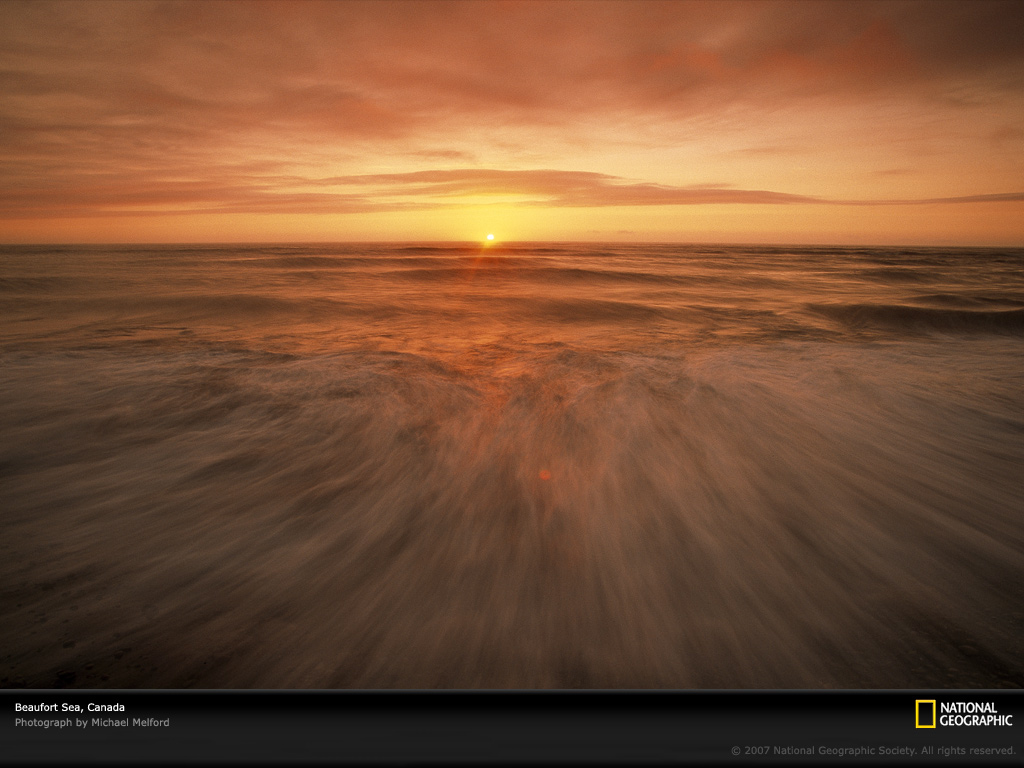 Beaufort Sea, Canada
Photograph by Michael Melford
NATIONAL
GEOGRAPHIC
© 2007 National Geographic Society. All rights reserved.